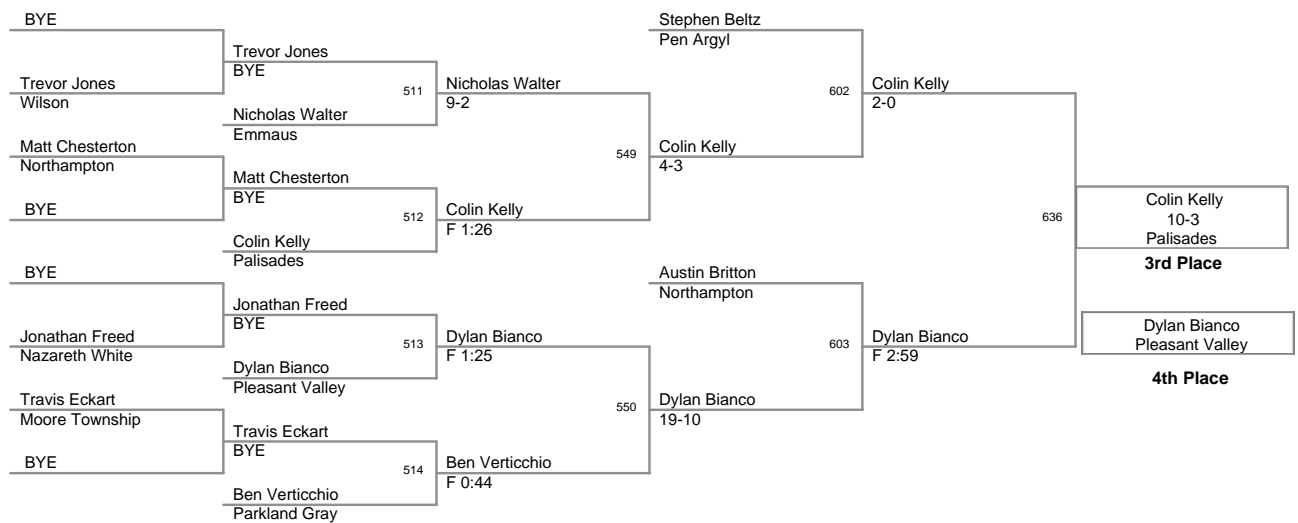 BYE
Trevor Jones
Wilson
Matt Chesterton
Northampton
BYE
BYE
Jonathan Freed
Nazareth White
Travis Eckart
Moore Township
BYE
Trevor Jones
BYE
511
Nicholas Walter
Emmaus
Matt Chesterton
BYE
512
Colin Kelly
Palisades
Jonathan Freed
BYE
513
Dylan Bianco
Pleasant Valley
Travis Eckart
BYE
514
Ben Verticchio
Parkland Gray
Nicholas Walter
9-2
549
Colin Kelly
F 1:26
Dylan Bianco
F 1:25
550
Ben Verticchio
F 0:44
Stephen Beltz
Pen Argyl
602
Colin Kelly
4-3
Austin Britton
Northampton
603
Dylan Bianco
19-10
Colin Kelly
2-0
636
Dylan Bianco
F 2:59
Colin Kelly
10-3
Palisades
3rd Place
Dylan Bianco
Pleasant Valley
4th Place